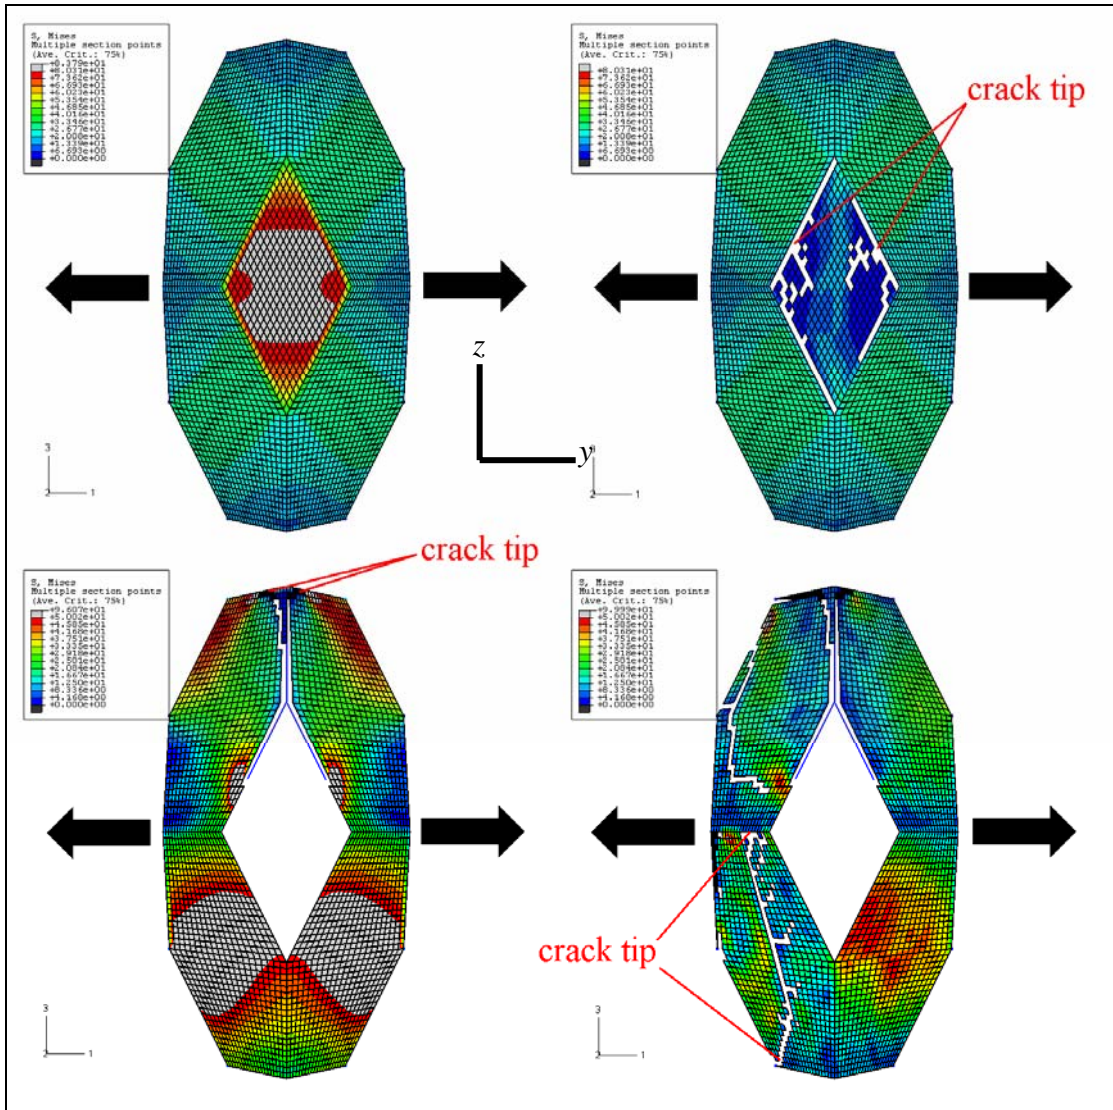 S, Mises
Multiple section points
(Ave. Crit.: 75%)
+8.379e+01
+8.031e+01
+7.362e+01
+6.693e+01
+6.023e+01
+5.354e+01
+4.685e+01
+4.016e+01
+3.346e+01
+2.677e+01
+2.008e+01
+1.339e+01
+6.693e+00
+0.000e+00
S, Mises
Multiple section points
(Ave. Crit.: 75%)
+8.031e+01
+7.362e+01
+6.693e+01
+6.023e+01
+5.354e+01
+4.685e+01
+4.016e+01
+3.346e+01
+2.677e+01
+2.008e+01
+1.339e+01
+6.693e+00
+0.000e+00
crack tip
z
y
3
2 1
2 1
crack tip
S, Mises
Multiple section points
(Ave. Crit.: 75%)
+9.607e+01
+5.002e+01
+4.585e+01
+4.168e+01
+3.751e+01
+3.335e+01
+2.918e+01
+2.501e+01
+2.084e+01
+1.667e+01
+1.250e+01
+8.336e+00
+4.168e+00
+0.000e+00
S, Mises
Multiple section points
(Ave. Crit.: 75%)
+9.999e+01
+5.002e+01
+4.585e+01
+4.168e+01
+3.751e+01
+3.335e+01
+2.918e+01
+2.501e+01
+2.084e+01
+1.667e+01
+1.250e+01
+8.336e+00
+4.168e+00
+0.000e+00
crack tip
3
2 1
3
2 1